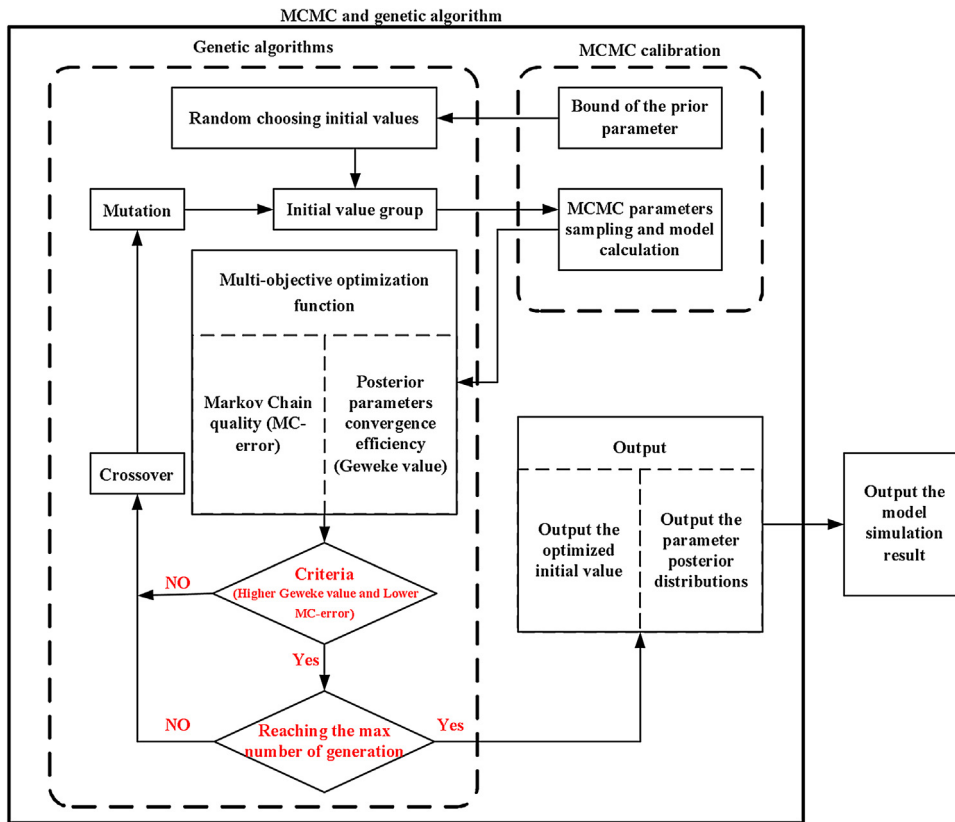 MCMC and genetic algorithm
Genetic algorithms
MCMC calibration
Random choosing initial values
Bound of the prior
parameter
Mutation
Initial value group
MCMC parameters
sampling and model
calculation
Multi-objective optimization
function
Markov Chain
quality (MC-
error)
Posterior
parameters
convergence
efficiency
(Geweke value)
Crossover
Output
Output the
optimized
initial value
Output the
parameter
posterior
distributions
Output the
model
simulation
result
Criteria
(Higher Geweke value and Lower
MC-error)
NO
Yes
Reaching the max
number of generation
NO
Yes